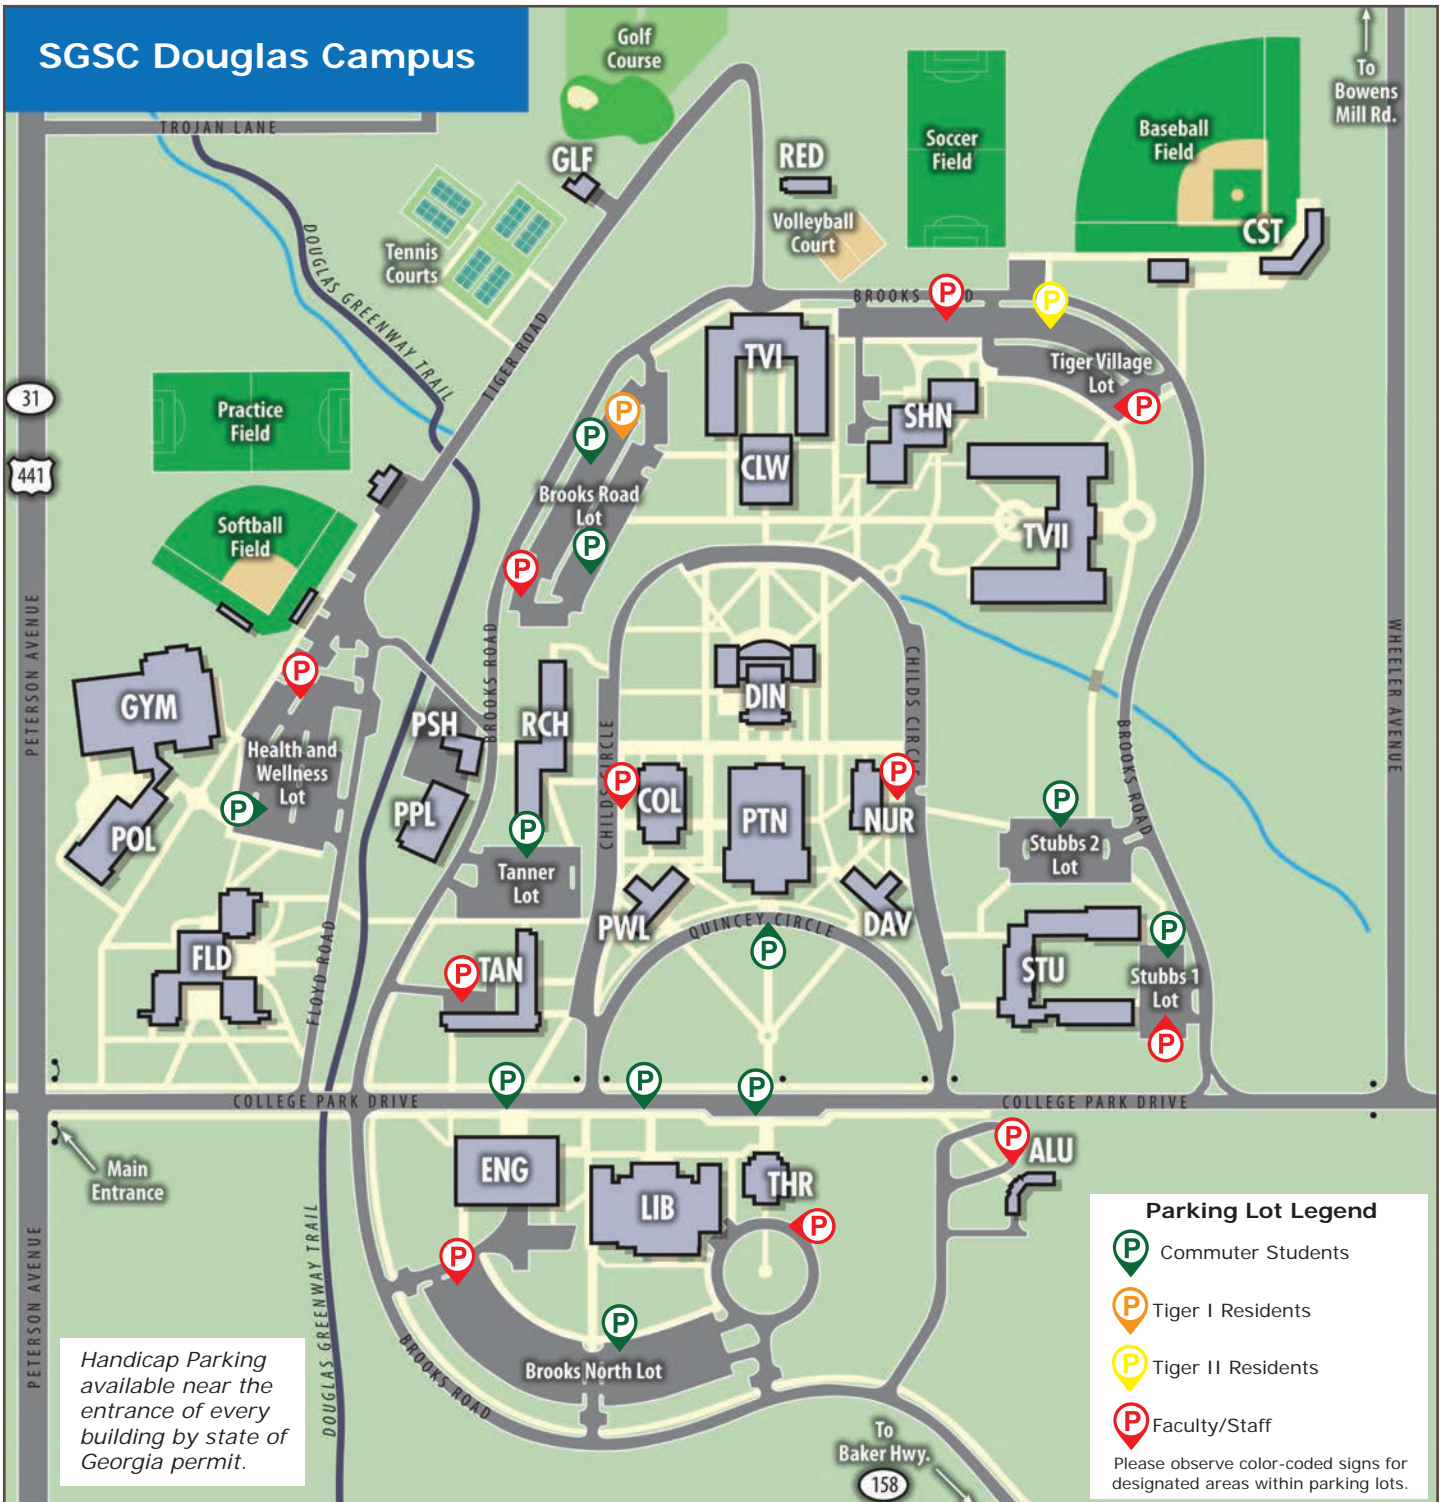 SGSC Douglas Campus
Golf
Course
To
Bowens
Mill Rd.
TROJAN LANE
GLF
RED
Soccer
Field
Baseball
Field
Volleyball
Court
CST
Tennis
Courts
DOUGLAS GREENWAY TRAIL
TIGER ROAD
BROOKS
D
P
P
TVI
Tiger Village
Lot
P
31
441
Practice
Field
P
P
SHN
CLW
Brooks Road
Lot
P
P
TVII
Softball
Field
PETERSON AVENUE
WHEELER AVENUE
BROOKS ROAD
CHILDS CIRCLE
CHILDS CIRCLE
BROOKS ROAD
GYM
P
PSH
RCH
DIN
Health and
Wellness
Lot
P
POL
PPL
P
COL
PTN
P
NUR
P
Stubbs 2
Lot
P
Tanner
Lot
PWL
QUINCEY CIRCLE
DAV
P
P
FLD
FLOYD ROAD
P
TAN
STU
Stubbs 1
Lot
P
P
P
P
COLLEGE PARK DRIVE
COLLEGE PARK DRIVE
Main
Entrance
ENG
LIB
THR
P
P
ALU
P
P
Brooks North Lot
BROOKS ROAD
PETERSON AVENUE
DOUGLAS GREENWAY TRAIL
To
Baker Hwy.
158
Handicap Parking
available near the
entrance of every
building by state of
Georgia permit.
Parking Lot Legend
P Commuter Students
P Tiger I Residents
P Tiger II Residents
P Faculty/Staff
Please observe color-coded signs for
designated areas within parking lots.